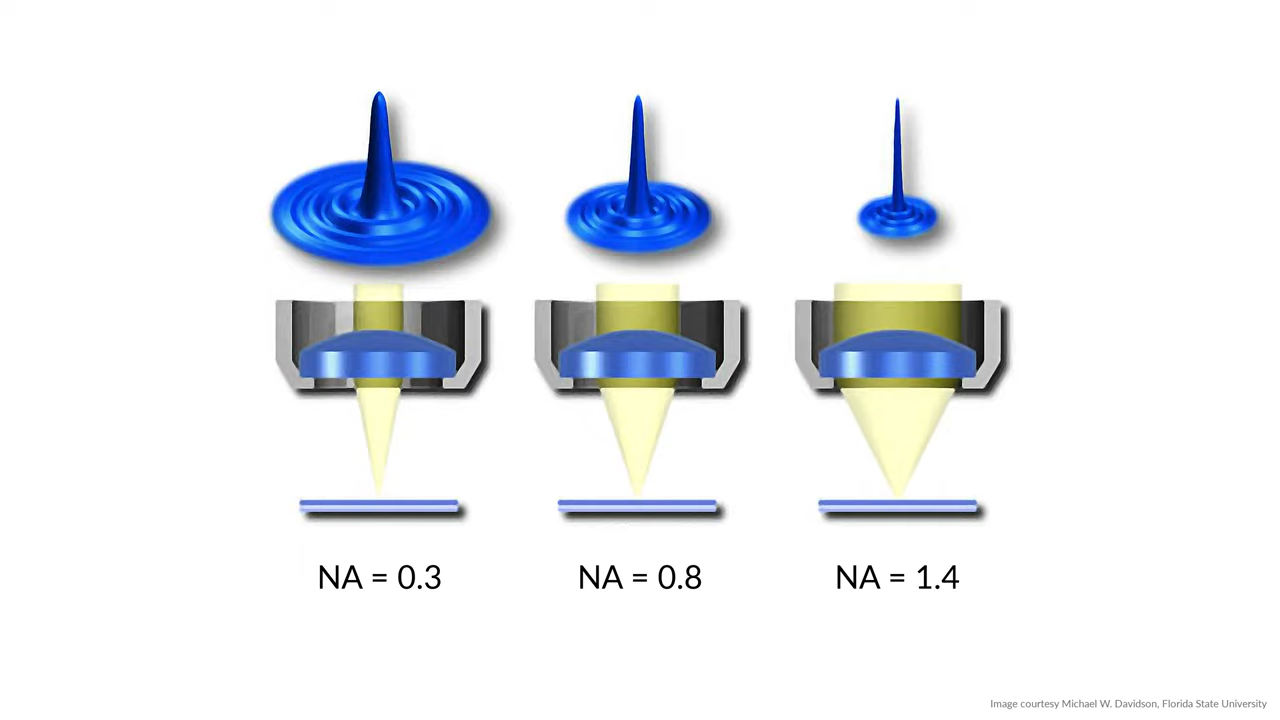 NA = 0.3
NA = 0.8
NA = 1.4
Image courtesy Michael W. Davidson, Florida State University